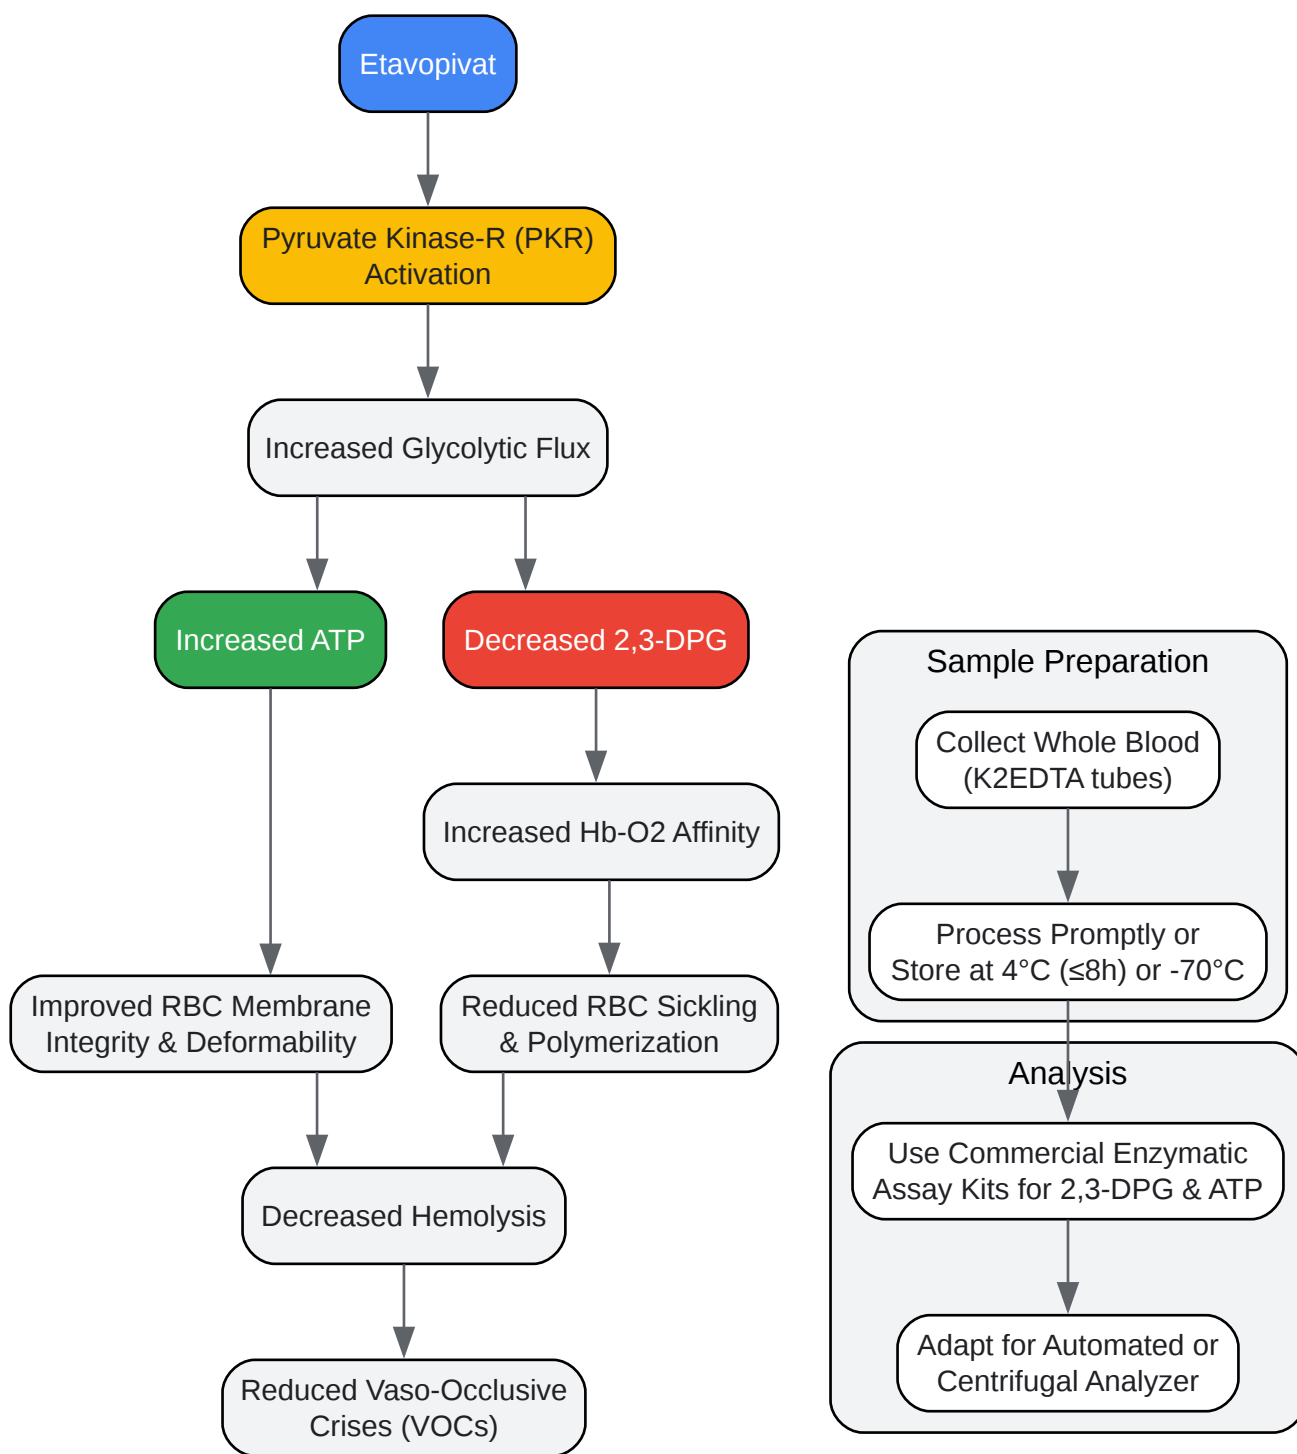 Etavopivat
Pyruvate Kinase-R (PKR)
Activation
Increased Glycolytic Flux
Increased ATP
Decreased 2,3-DPG
Increased Hb-O2 Affinity
Improved RBC Membrane
Integrity & Deformability
Reduced RBC Sickling
& Polymerization
Decreased Hemolysis
Reduced Vaso-Occlusive
Crises (VOCs)
Sample Preparation
Collect Whole Blood
(K2EDTA tubes)
Process Promptly or
Store at 4°C (≤8h) or -70°C
Analysis
Use Commercial Enzymatic
Assay Kits for 2,3-DPG & ATP
Adapt for Automated or
Centrifugal Analyzer